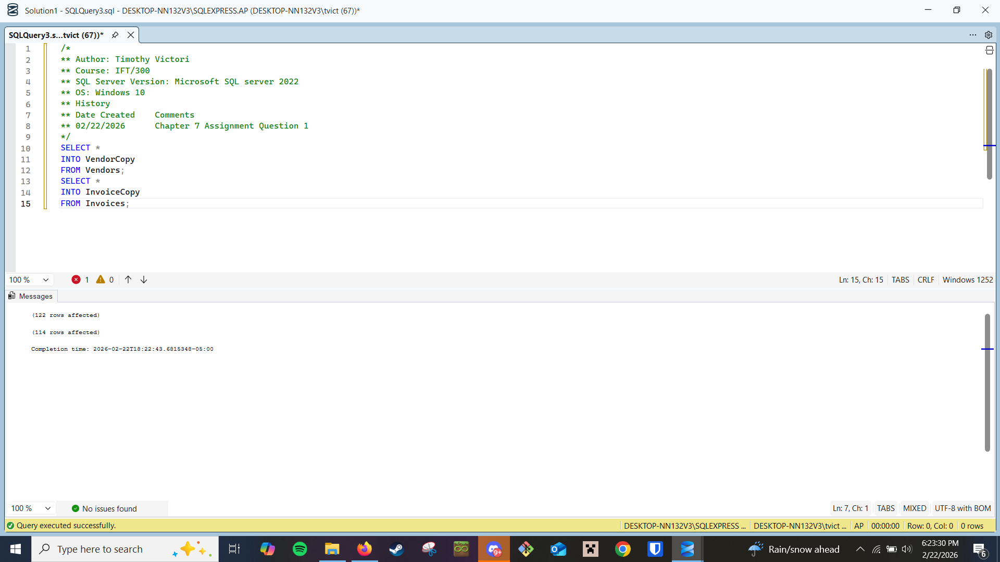 Solution1 - SQLQuery3.sql - DESKTOP-NN132V3\SQLEXPRESS.AP (DESKTOP-NN132V3\tvict (67))*
SQLQuery3.s...tvict (67))*
1 /*
2 ** Author: Timothy Victori
3 ** Course: IFT/300
4 ** SQL Server Version: Microsoft SQL server 2022
5 ** OS: Windows 10
6 ** History
7 ** Date Created    Comments
8 ** 02/22/2026      Chapter 7 Assignment Question 1
9 */
10 SELECT *
11 INTO VendorCopy
12 FROM Vendors;
13 SELECT *
14 INTO InvoiceCopy
15 FROM Invoices;
100 % 1 0 Ln: 15, Ch: 15 TABS CRLF Windows 1252
Messages
(122 rows affected)
(114 rows affected)
Completion time: 2026-02-22T18:22:43.6815348-05:00
100 % No issues found Ln: 7, Ch: 1 TABS MIXED UTF-8 with BOM
Query executed successfully. DESKTOP-NN132V3\SQLEXPRESS ... DESKTOP-NN132V3\tvict ... AP 00:00:00 Row: 0, Col: 0 0 rows
Type here to search 9+ Rain/snow ahead 6:23:30 PM
2/22/2026 6